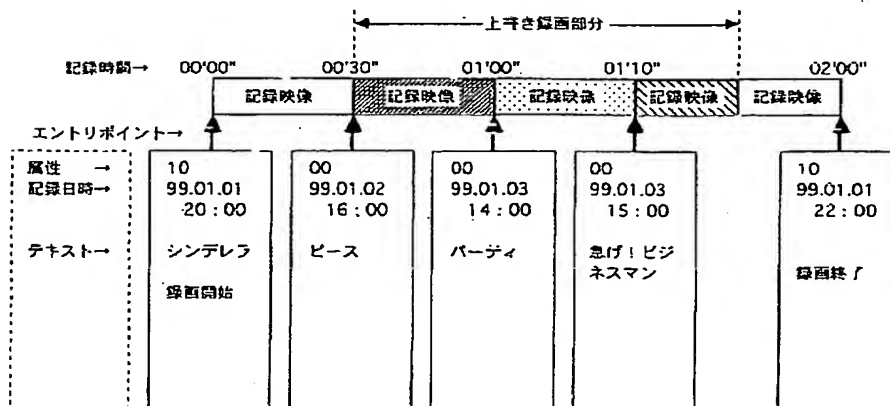 上書き録画部分
記録時間→ 00'00" 00'30" 01'00" 01'10" 02'00"
記録映像 記録映像 記録映像 記録映像 記録映像
エントリポイント→
属性 → 10 00 00 00 10
記録日時→ 99.01.01 99.01.02 99.01.03 99.01.03 99.01.01
20:00 16:00 14:00 15:00 22:00
テキスト→ シンデレラ ピース パーティ 急げ!ビジ
ネスマン
録画開始 録画終了